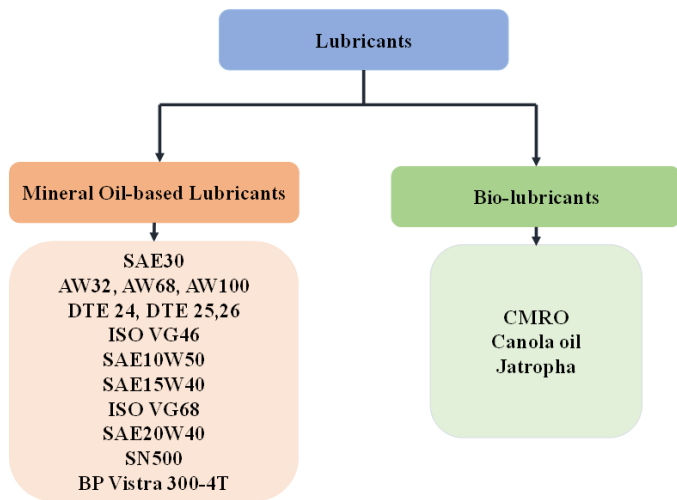 Lubricants
Mineral Oil-based Lubricants
Bio-lubricants
SAE30
AW32, AW68, AW100
DTE 24, DTE 25,26
ISO VG46
SAE10W50
SAE15W40
ISO VG68
SAE20W40
SN500
BP Vistra 300-4T
CMRO
Canola oil
Jatropha